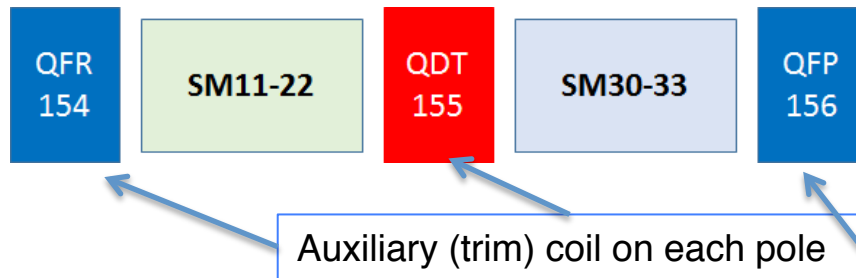 QFR
154
SM11-22
QDT
155
SM30-33
QFP
156
Auxiliary (trim) coil on each pole